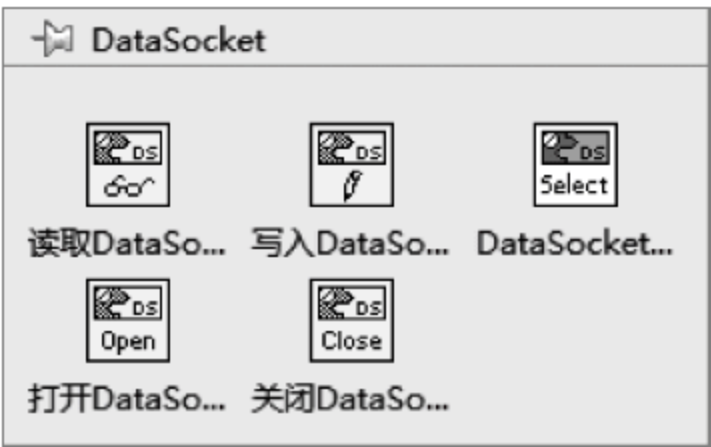 DataSocket
DS
DS
DS
Select
读取DataSo...
写入DataSo...
DataSocket...
DS
Open
DS
Close
打开DataSo...
关闭DataSo...